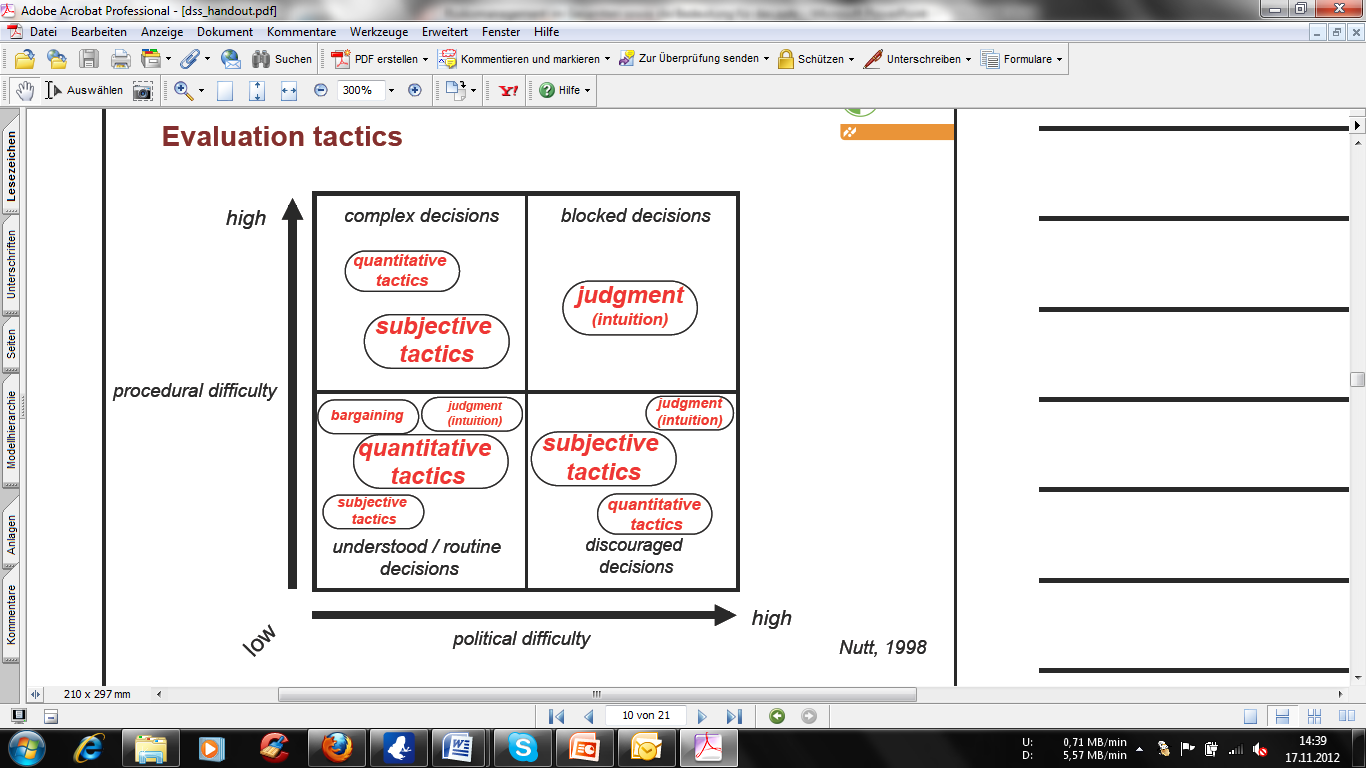 Adobe Acrobat Professional - [dss_handout.pdf]
Datei Bearbeiten Anzeige Dokument Kommentare Werkzeuge Erweitert Fenster Hilfe
Suchen PDF erstellen Kommentieren und markieren Zur Überprüfung senden Schützen Unterschreiben Formulare
Auswählen 300% Y! Hilfe
Lesezeichen
Unterschriften
Seiten
Modellhierarchie
Anlagen
Kommentare
Evaluation tactics
high
complex decisions
blocked decisions
quantitative
tactics
subjective
tactics
judgment
(intuition)
procedural difficulty
bargaining
judgment
(intuition)
quantitative
tactics
subjective
tactics
understood / routine
decisions
judgment
(intuition)
subjective
tactics
quantitative
tactics
discouraged
decisions
low
political difficulty
high
Nutt, 1998
210 x 297 mm
10 von 21
U: 0,71 MB/min
D: 5,57 MB/min
14:39
17.11.2012